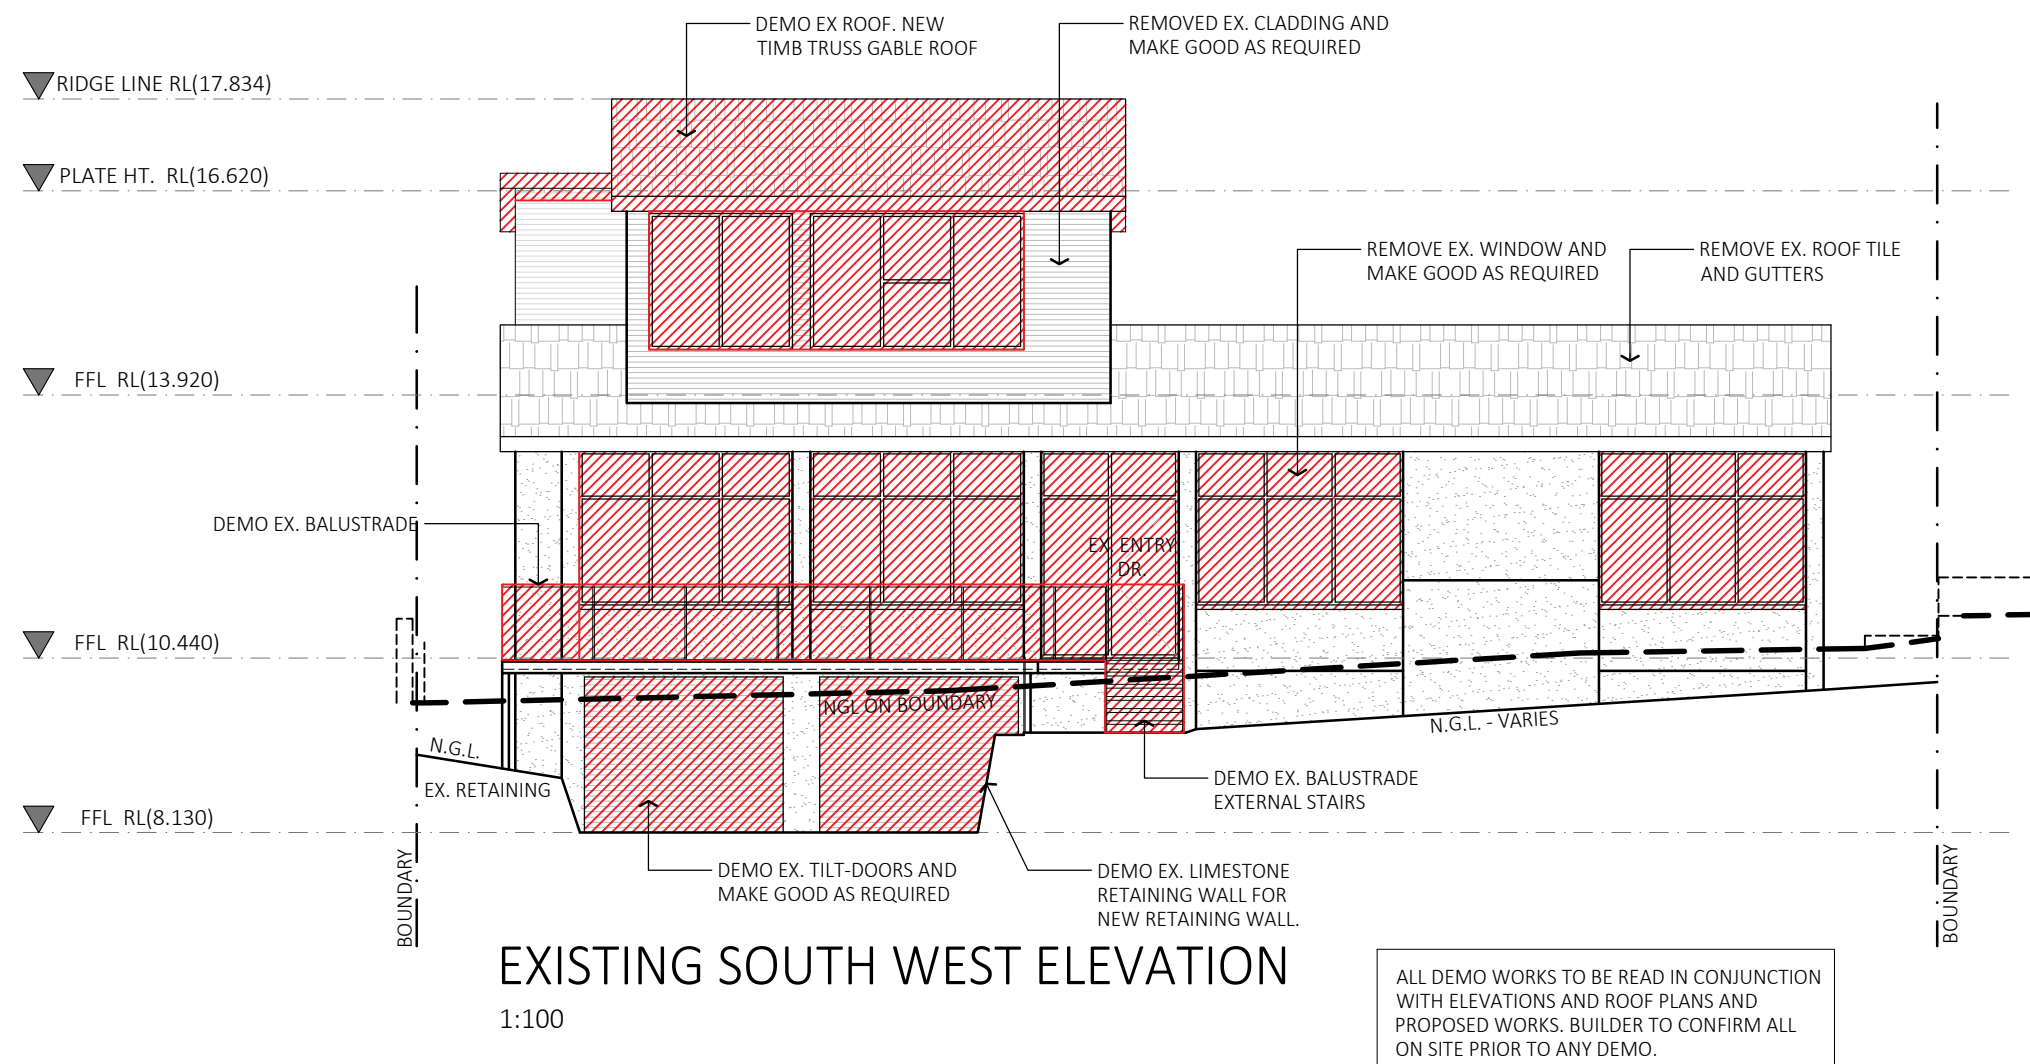 DEMO EX ROOF. NEW
TIMB TRUSS GABLE ROOF
REMOVED EX. CLADDING AND
MAKE GOOD AS REQUIRED
RIDGE LINE RL(17.834)
PLATE HT. RL(16.620)
REMOVE EX. WINDOW AND
MAKE GOOD AS REQUIRED
REMOVE EX. ROOF TILE
AND GUTTERS
FFL RL(13.920)
DEMO EX. BALUSTRADE
EX. ENTRY
DR.
FFL RL(10.440)
NGL ON BOUNDARY
N.G.L. - VARIES
N.G.L.
EX. RETAINING
DEMO EX. BALUSTRADE
EXTERNAL STAIRS
FFL RL(8.130)
BOUNDARY
DEMO EX. TILT-DOORS AND
MAKE GOOD AS REQUIRED
DEMO EX. LIMESTONE
RETAINING WALL FOR
NEW RETAINING WALL.
BOUNDARY
EXISTING SOUTH WEST ELEVATION
1:100
ALL DEMO WORKS TO BE READ IN CONJUNCTION
WITH ELEVATIONS AND ROOF PLANS AND
PROPOSED WORKS. BUILDER TO CONFIRM ALL
ON SITE PRIOR TO ANY DEMO.